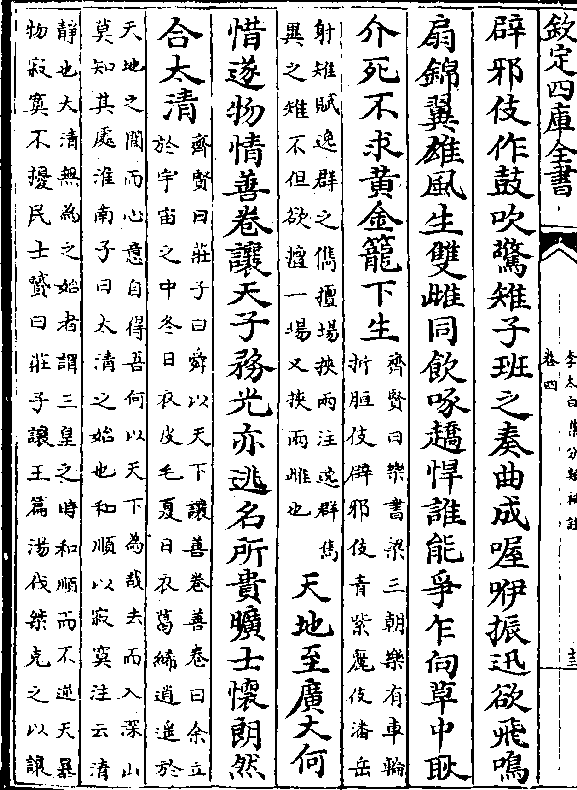 欽定四庫全書
李太白集分類補註
卷四
十三
辟邪伎作鼓吹驚雉子班之奏曲成喔咿振迅欲飛鳴
扇錦翼雄風生雙雌同飲啄趫悍誰能爭乍向草中耿
介死不求黃金籠下生
齊賢曰樂書梁三朝樂有車輪
折脰伎辟邪伎青紫麗伎潘岳
射雉賦逸群之儁擅場挾兩注逸群雋
異之雉不但欲擅一場又挾兩雌也
天地至廣大何
惜遂物情善卷讓天子務光亦逃名所貴曠士懷朗然
合太清
齊賢曰莊子曰舜以天下讓善卷善卷曰余立
於宇宙之中冬日衣皮毛夏日衣葛絺逍遙於
天地之間而心意自得吾何以天下為哉去而入深山
莫知其處淮南子曰太清之始也和順以寂寞注云清
靜也太清無為之始者謂三皇之時和順而不逆天暴
物寂寞不擾民士贇曰莊子讓王篇湯伐桀克之以讓